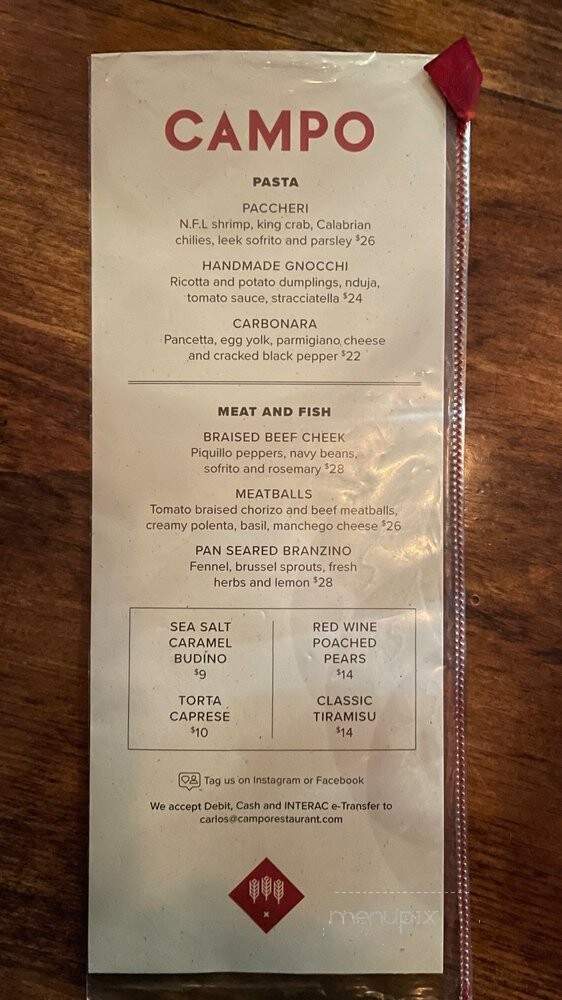 CAMPO
PASTA
PACCHERI
N.F.L shrimp, king crab, Calabrian
chilies, leek sofrito and parsley $26
HANDMADE GNOCCHI
Ricotta and potato dumplings, nduja,
tomato sauce, stracciatella $24
CARBONARA
Pancetta, egg yolk, parmigiano cheese
and cracked black pepper $22
MEAT AND FISH
BRAISED BEEF CHEEK
Piquillo peppers, navy beans,
sofrito and rosemary $28
MEATBALLS
Tomato braised chorizo and beef meatballs,
creamy polenta, basil, manchego cheese $26
PAN SEARED BRANZINO
Fennel, brussel sprouts, fresh
herbs and lemon $28
SEA SALT
CARAMEL
BUDINO
$9
RED WINE
POACHED
PEARS
$14
TORTA
CAPRESE
$10
CLASSIC
TIRAMISU
$14
Tag us on Instagram or Facebook
We accept Debit, Cash and INTERAC e-Transfer to
carlos@camporestaurant.com
menupix